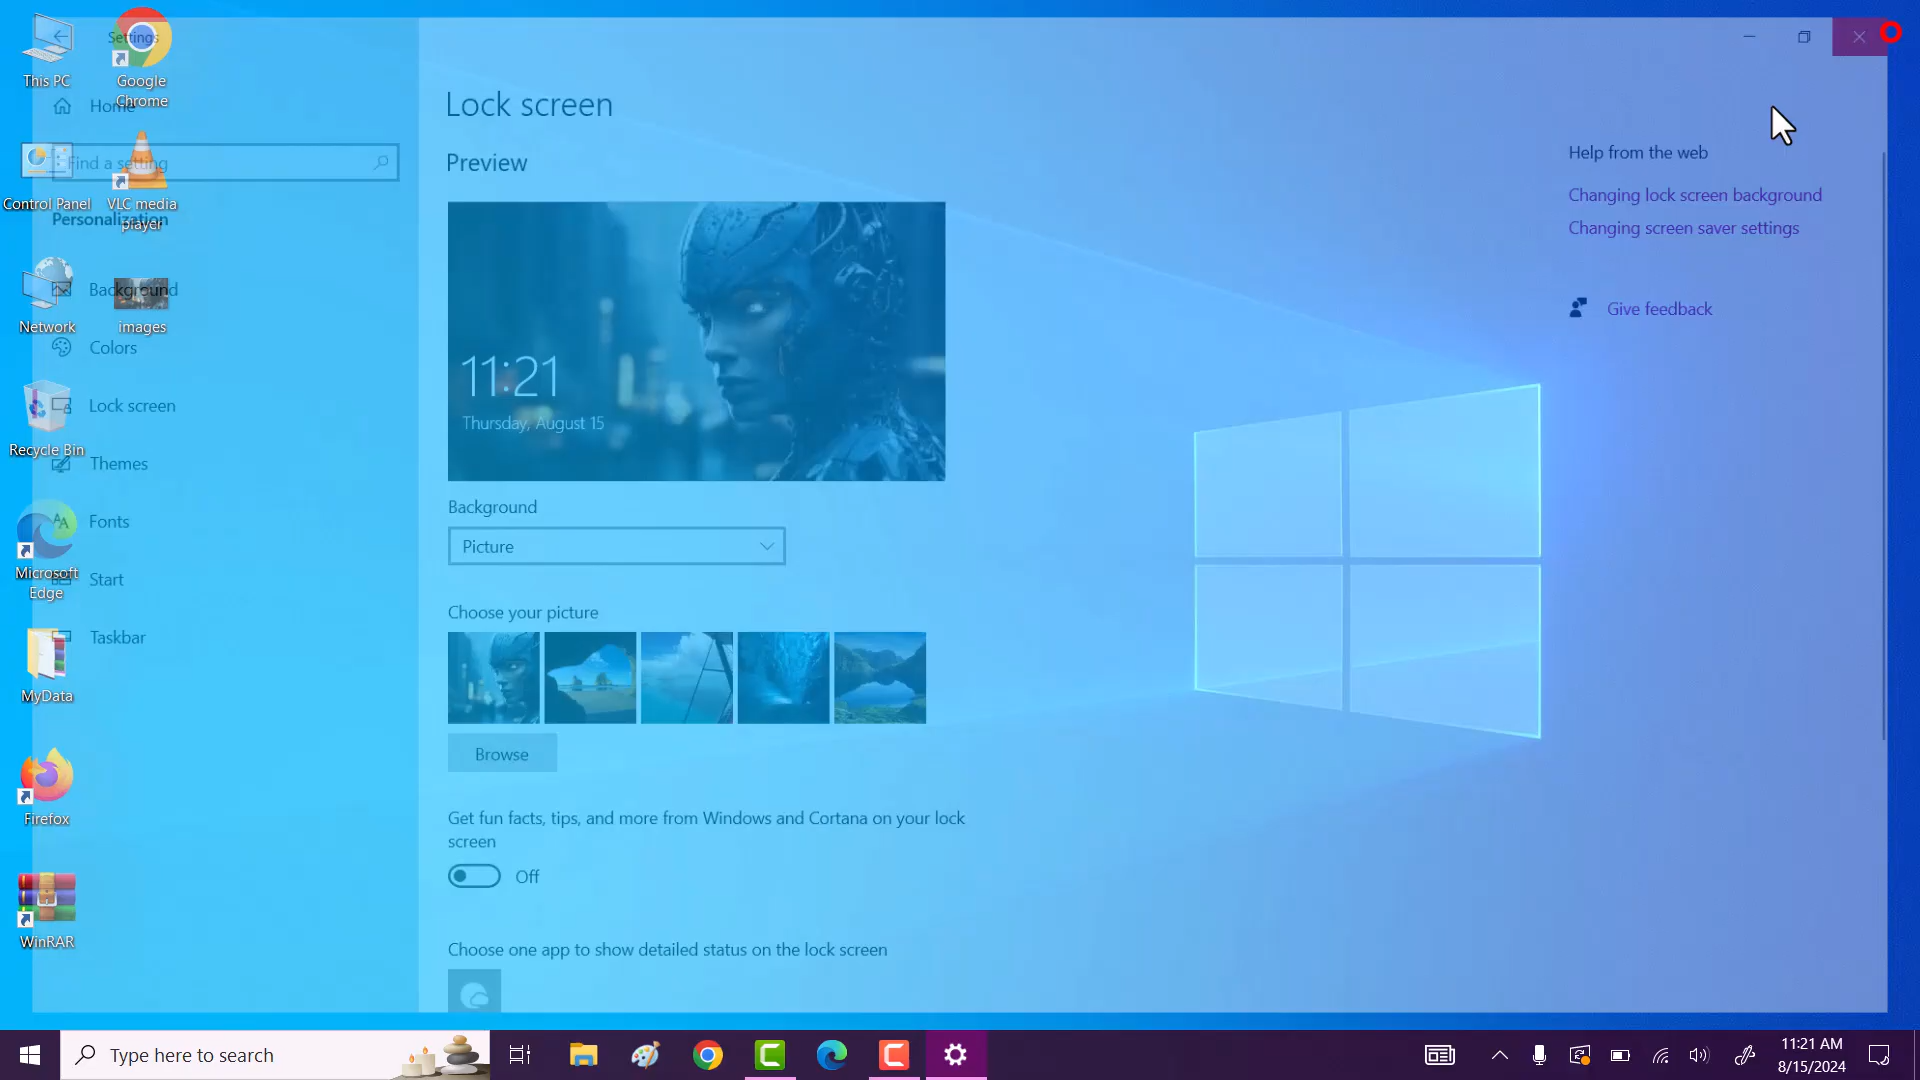 Settings
Home
Find a setting
Personalization
Background
Colors
Lock screen
Themes
Fonts
Start
Taskbar
This PC
Google
Chrome
Control Panel
VLC media
player
Network
images
Recycle Bin
Microsoft
Edge
MyData
Firefox
WinRAR
Lock screen
Preview
11:21
Thursday, August 15
Background
Picture
Choose your picture
Browse
Get fun facts, tips, and more from Windows and Cortana on your lock
screen
Off
Choose one app to show detailed status on the lock screen
Help from the web
Changing lock screen background
Changing screen saver settings
Give feedback
Type here to search
11:21 AM
8/15/2024